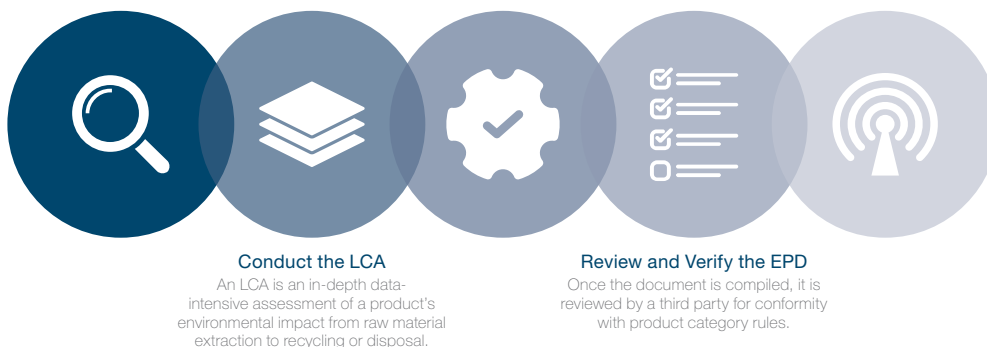 Conduct the LCA
An LCA is an in-depth data-
intensive assessment of a product's
environmental impact from raw material
extraction to recycling or disposal.
Review and Verify the EPD
Once the document is compiled, it is
reviewed by a third party for conformity
with product category rules.